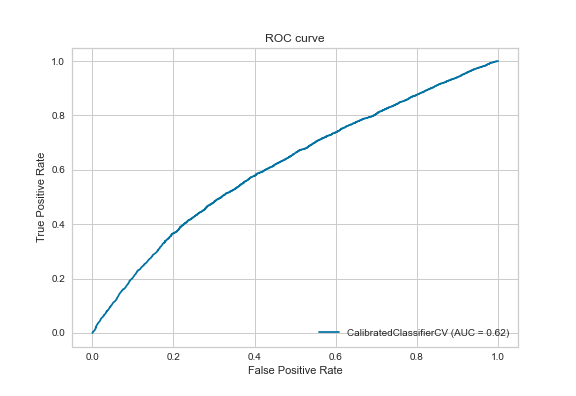 ROC curve
True Positive Rate
1.0
0.8
0.6
0.4
0.2
0.0
CalibratedClassifierCV (AUC = 0.62)
0.0 0.2 0.4 0.6 0.8 1.0
False Positive Rate